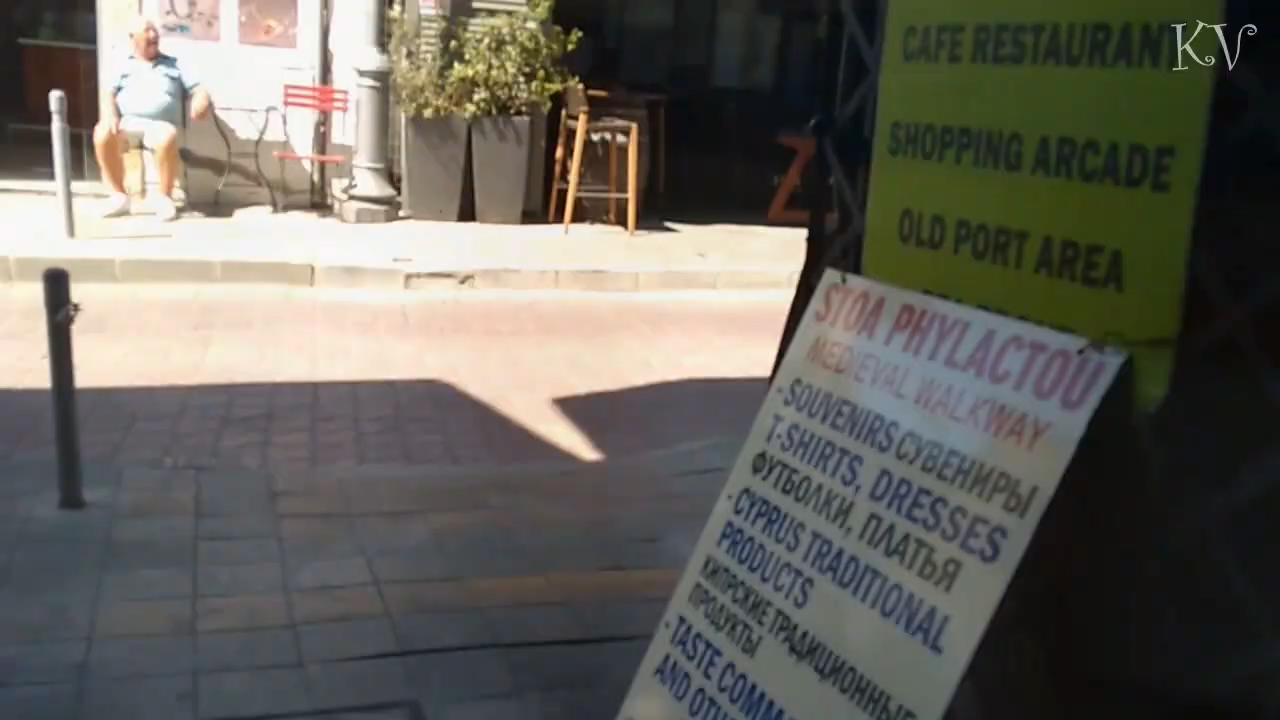 KV
CAFE RESTAURANT
SHOPPING ARCADE
OLD PORT AREA
STOA PHYLACTOU
MEDIEVAL WALKWAY
- SOUVENIRS СУВЕНИРЫ
T-SHIRTS, DRESSES
ФУТБОЛКИ, ПЛАТЬЯ
- CYPRUS TRADITIONAL
PRODUCTS
КИПРСКИЕ ТРАДИЦИОННЫЕ
ПРОДУКТЫ
- TASTE
AND